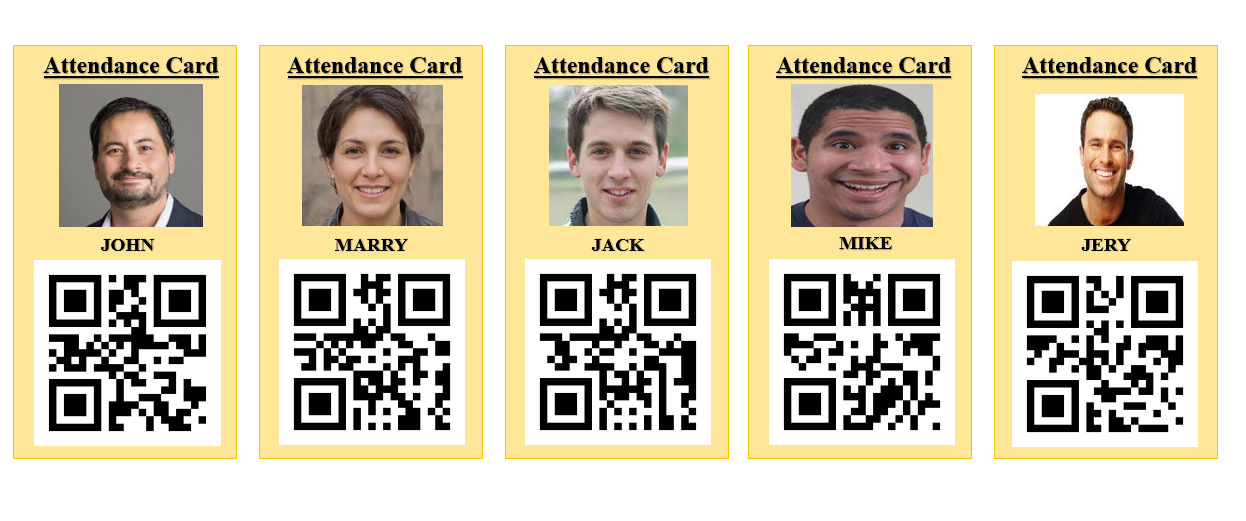 Attendance Card
JOHN
Attendance Card
MARRY
Attendance Card
JACK
Attendance Card
MIKE
Attendance Card
JERY